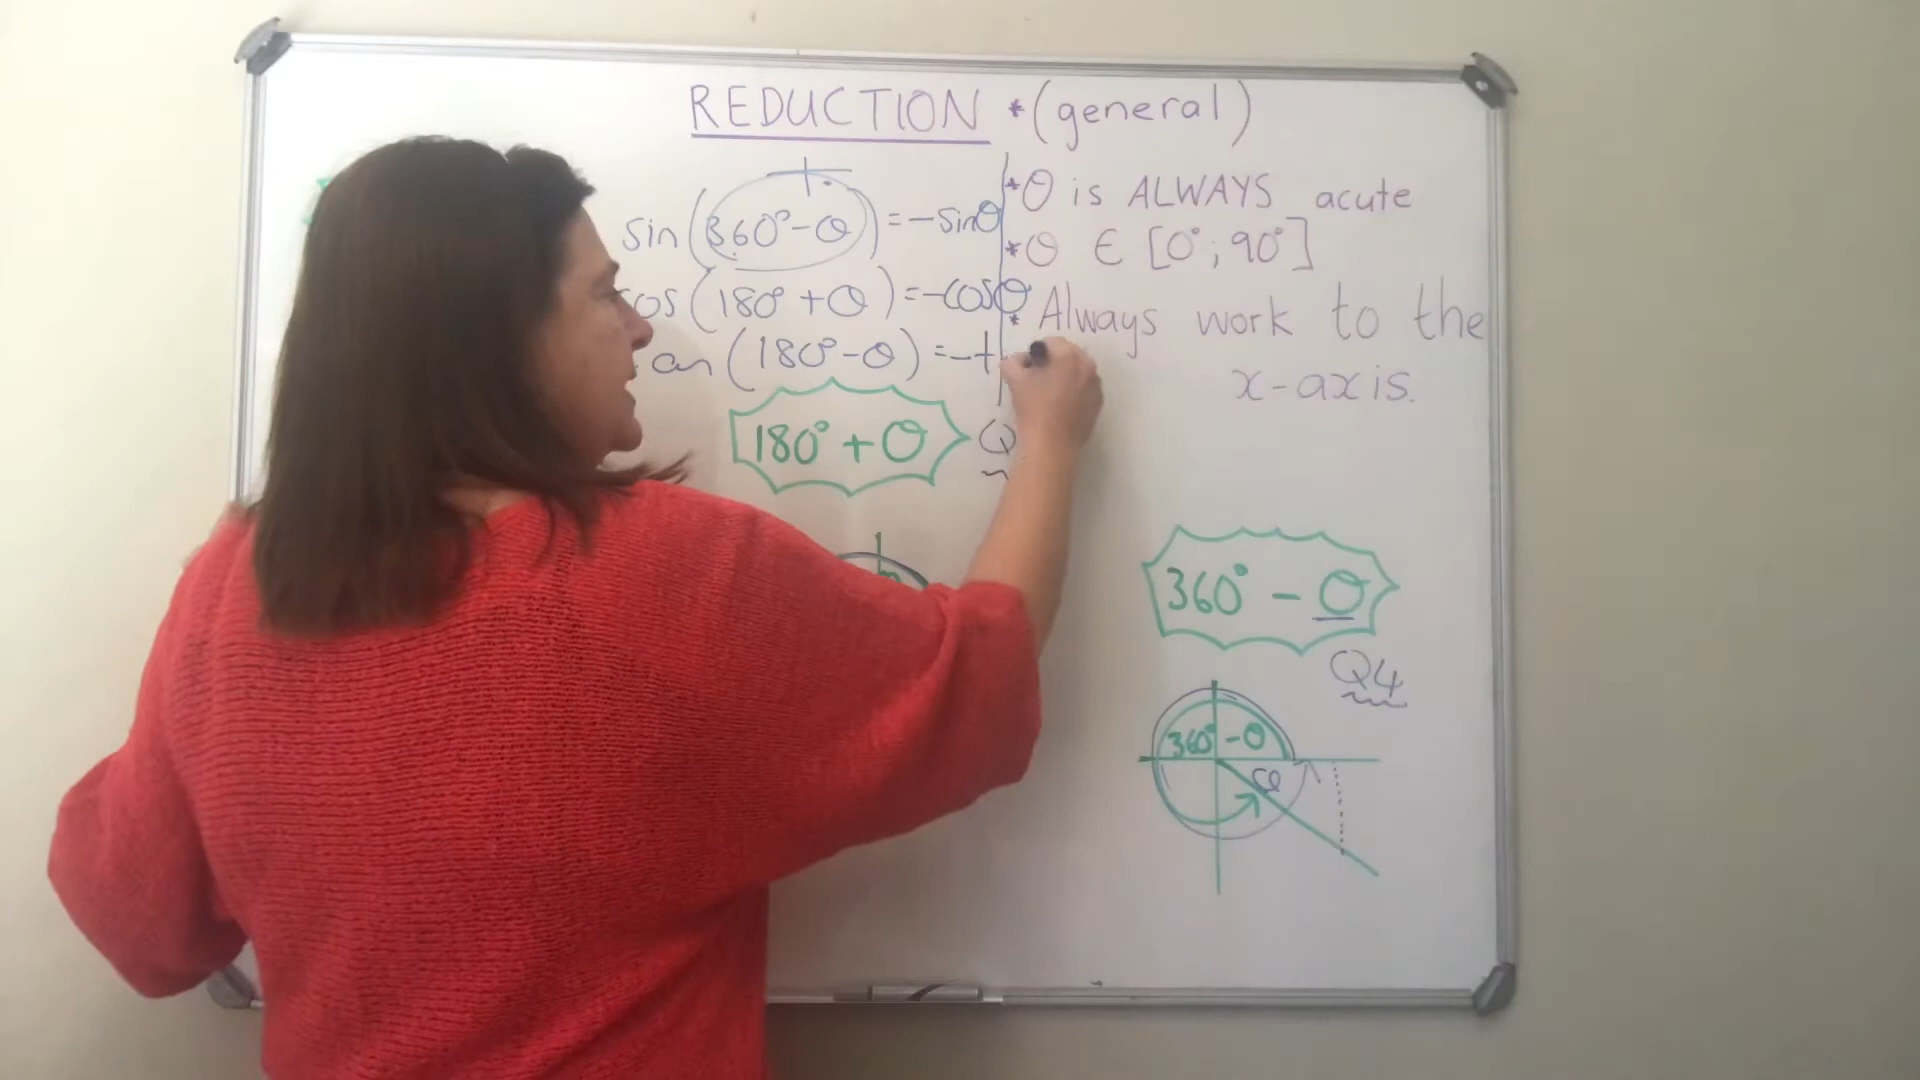 REDUCTION *(general)
sin(360°-θ) = -sinθ
cos(180°+θ) = -cosθ
tan(180°-θ) = -t
*θ is ALWAYS acute
*θ ∈ [0°; 90°]
* Always work to the
x-axis.
180° + θ
Q
360° - θ
Q4
360° - θ
θ